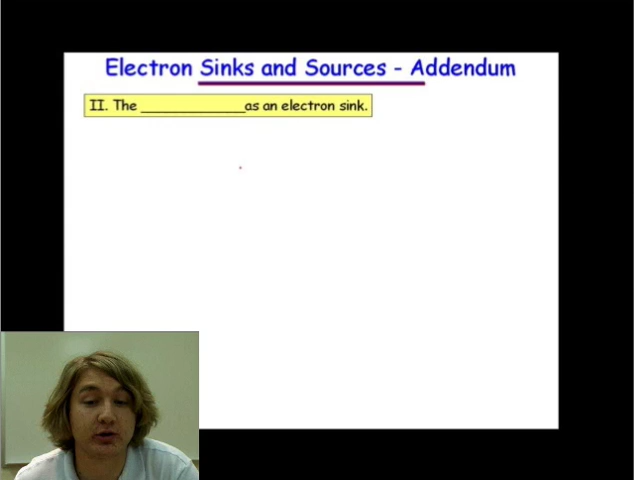 Electron Sinks and Sources - Addendum
II. The ____________as an electron sink.